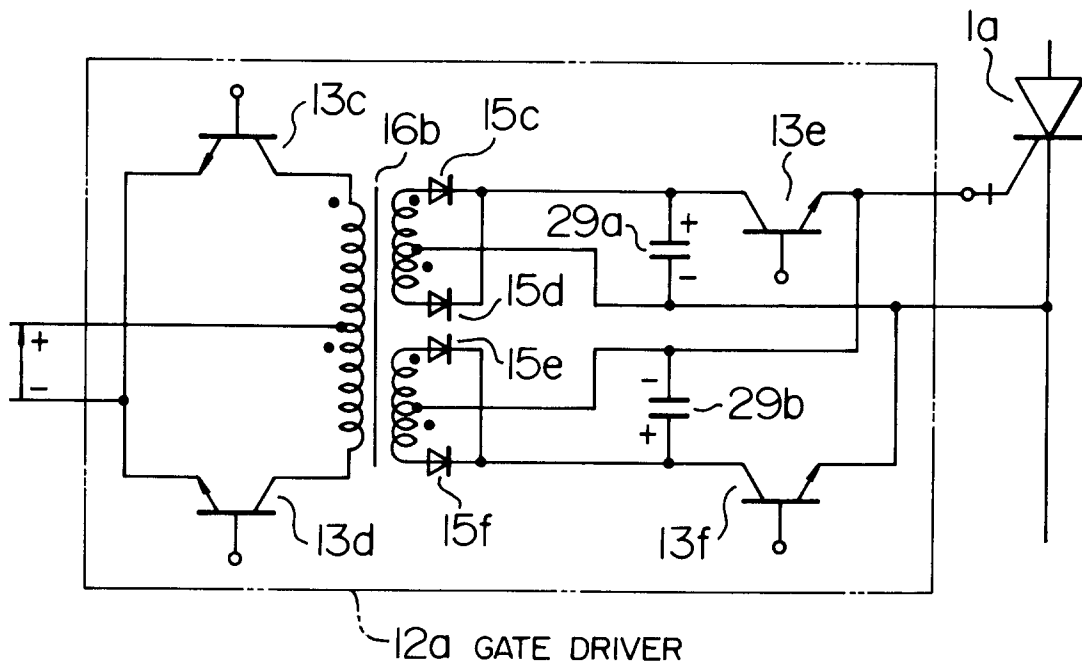 1a
13c
16b
15c
13e
29a
+
-
+
-
15d
15e
-
+
29b
13d
15f
13f
12a GATE DRIVER